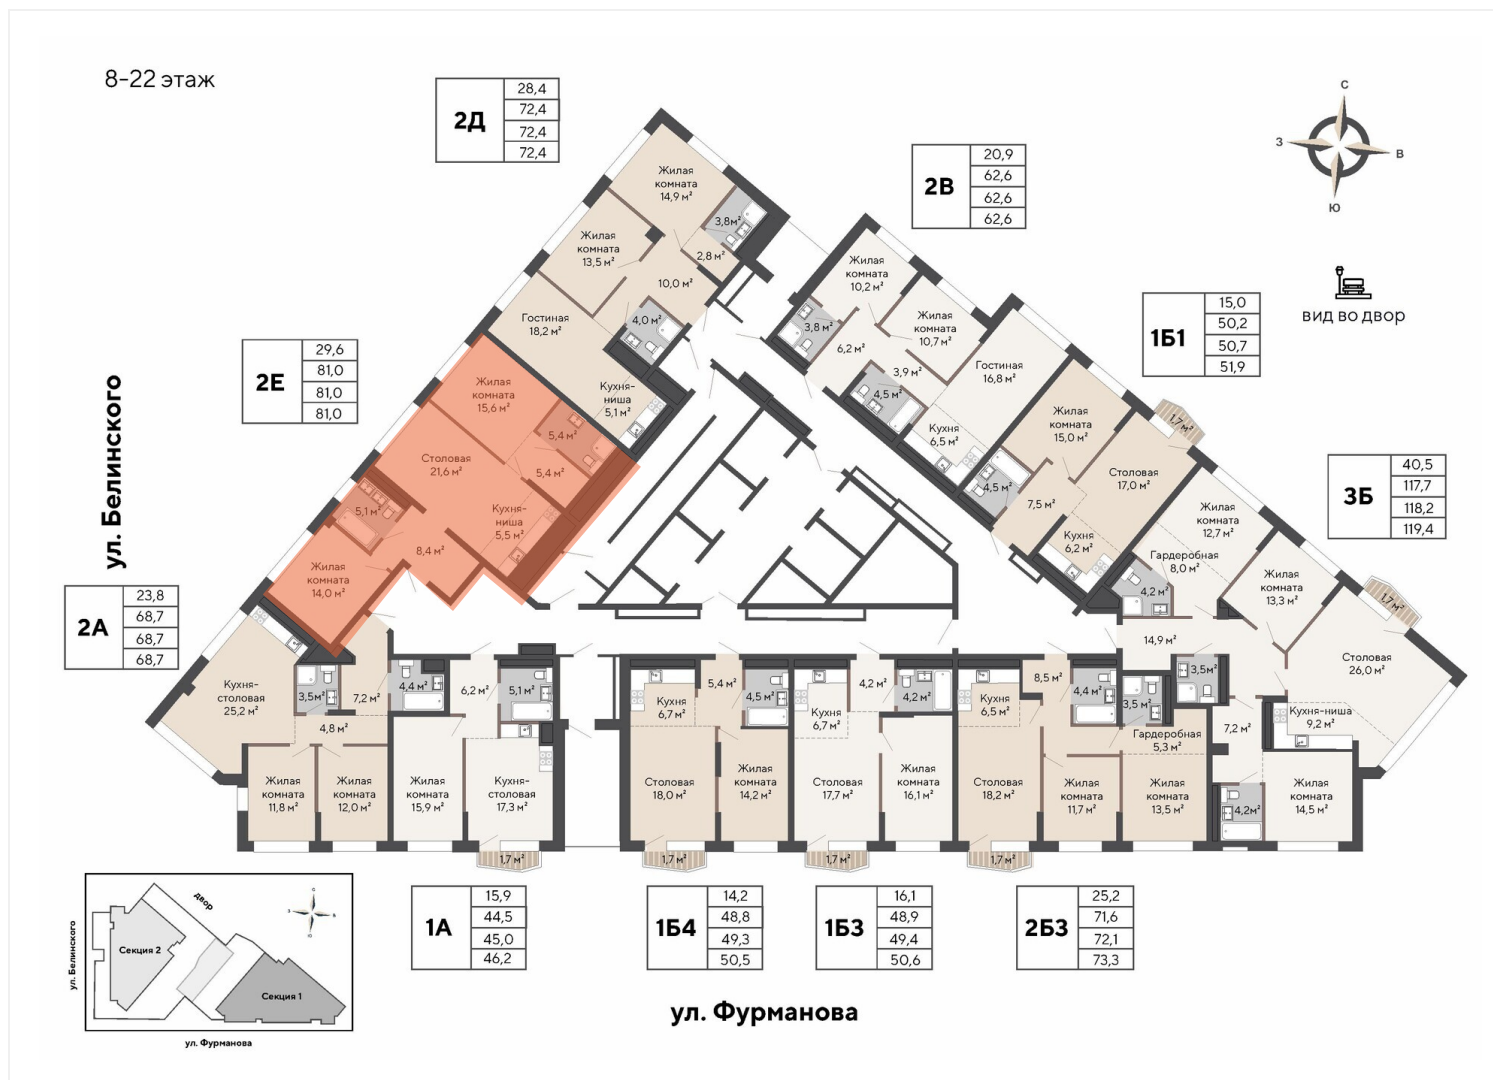 8-22 этаж
2Д
28,4
72,4
72,4
72,4
2В
20,9
62,6
62,6
62,6
С
З
В
Ю
вид во двор
1Б1
15,0
50,2
50,7
51,9
2Е
29,6
81,0
81,0
81,0
ул. Белинского
3Б
40,5
117,7
118,2
119,4
2А
23,8
68,7
68,7
68,7
Жилая
комната
14,9 м²
3,8м²
2,8 м²
Жилая
комната
13,5 м²
10,0 м²
Гостиная
18,2 м²
4,0 м²
Кухня-
ниша
5,1 м²
Жилая
комната
15,6 м²
5,4 м²
5,4 м²
Столовая
21,6 м²
Кухня-
ниша
5,5 м²
5,1 м²
8,4 м²
Жилая
комната
14,0 м²
Жилая
комната
10,2 м²
3,8 м²
6,2 м²
Жилая
комната
10,7 м²
3,9 м²
4,5 м²
Гостиная
16,8 м²
Кухня
6,5 м²
Жилая
комната
15,0 м²
1,7 м²
Столовая
17,0 м²
4,5 м²
7,5 м²
Кухня
6,2 м²
Жилая
комната
12,7 м²
Гардеробная
8,0 м²
4,2 м²
Жилая
комната
13,3 м²
1,7 м²
14,9 м²
Столовая
26,0 м²
3,5м²
7,2 м²
Кухня-ниша
9,2 м²
4,2м²
Жилая
комната
14,5 м²
Кухня-
столовая
25,2 м²
3,5м²
7,2 м²
4,4 м²
4,8 м²
Жилая
комната
11,8 м²
Жилая
комната
12,0 м²
6,2 м²
5,1 м²
Жилая
комната
15,9 м²
Кухня-
столовая
17,3 м²
1,7 м²
5,4 м²
4,5 м²
Кухня
6,7 м²
Столовая
18,0 м²
Жилая
комната
14,2 м²
1,7 м²
4,2 м²
4,2 м²
Кухня
6,7 м²
Столовая
17,7 м²
Жилая
комната
16,1 м²
1,7 м²
8,5 м²
4,4 м²
Кухня
6,5 м²
3,5 м²
Гардеробная
5,3 м²
Столовая
18,2 м²
Жилая
комната
11,7 м²
Жилая
комната
13,5 м²
1,7 м²
1А
15,9
44,5
45,0
46,2
1Б4
14,2
48,8
49,3
50,5
1Б3
16,1
48,9
49,4
50,6
2Б3
25,2
71,6
72,1
73,3
ул. Фурманова
ул. Белинского
двор
Секция 2
Секция 1
ул. Фурманова